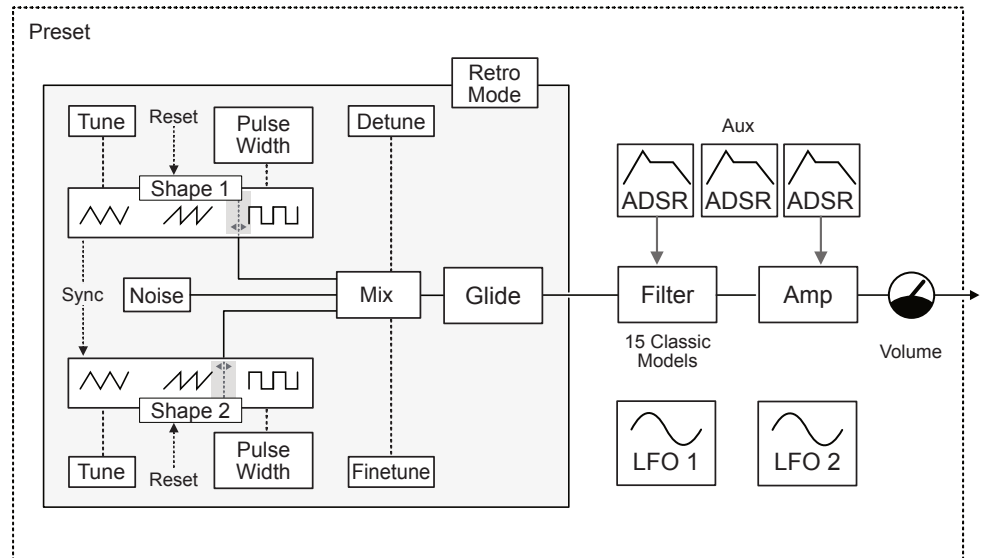 Preset
Retro
Mode
Tune
Reset
Pulse
Width
Detune
Shape 1
Aux
ADSR
ADSR
ADSR
Sync
Noise
Mix
Glide
Filter
Amp
15 Classic
Models
Volume
Shape 2
Tune
Reset
Pulse
Width
Finetune
LFO 1
LFO 2